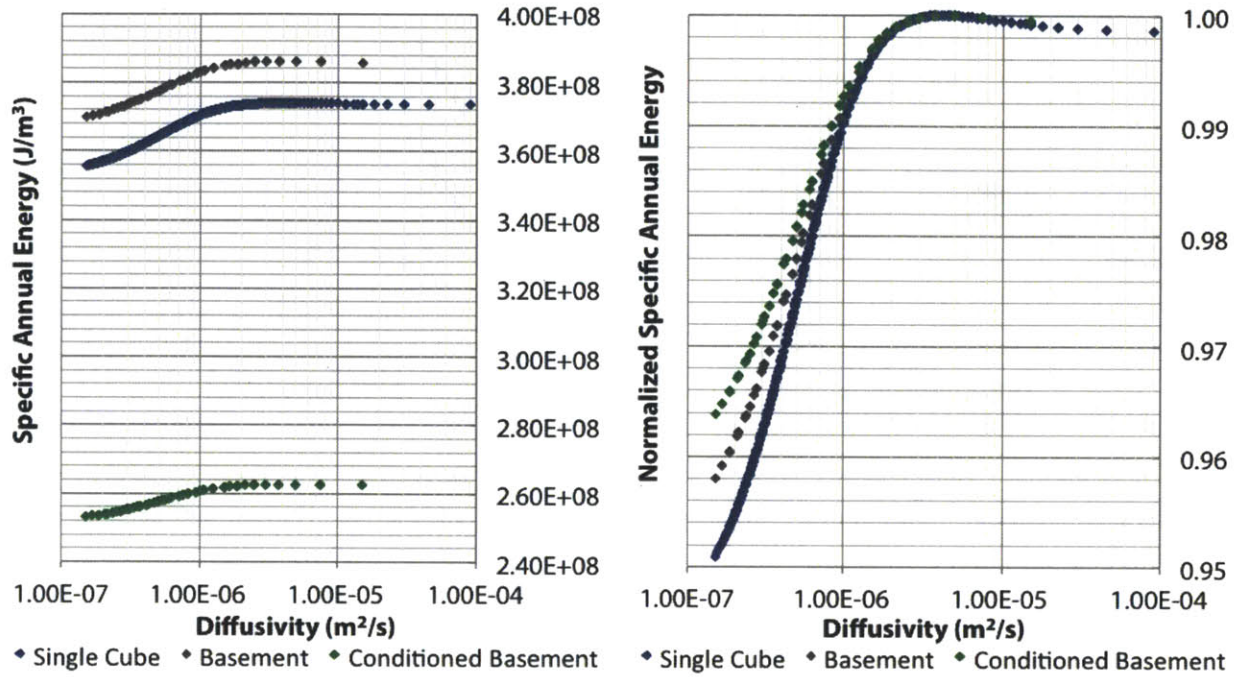 Specific Annual Energy (J/m³)
4.00E+08
3.80E+08
3.60E+08
3.40E+08
3.20E+08
3.00E+08
2.80E+08
2.60E+08
2.40E+08
1.00E-07 1.00E-06 1.00E-05 1.00E-04
Diffusivity (m²/s)
Single Cube Basement Conditioned Basement
Normalized Specific Annual Energy
1.00
0.99
0.98
0.97
0.96
0.95
1.00E-07 1.00E-06 1.00E-05 1.00E-04
Diffusivity (m²/s)
Single Cube Basement Conditioned Basement